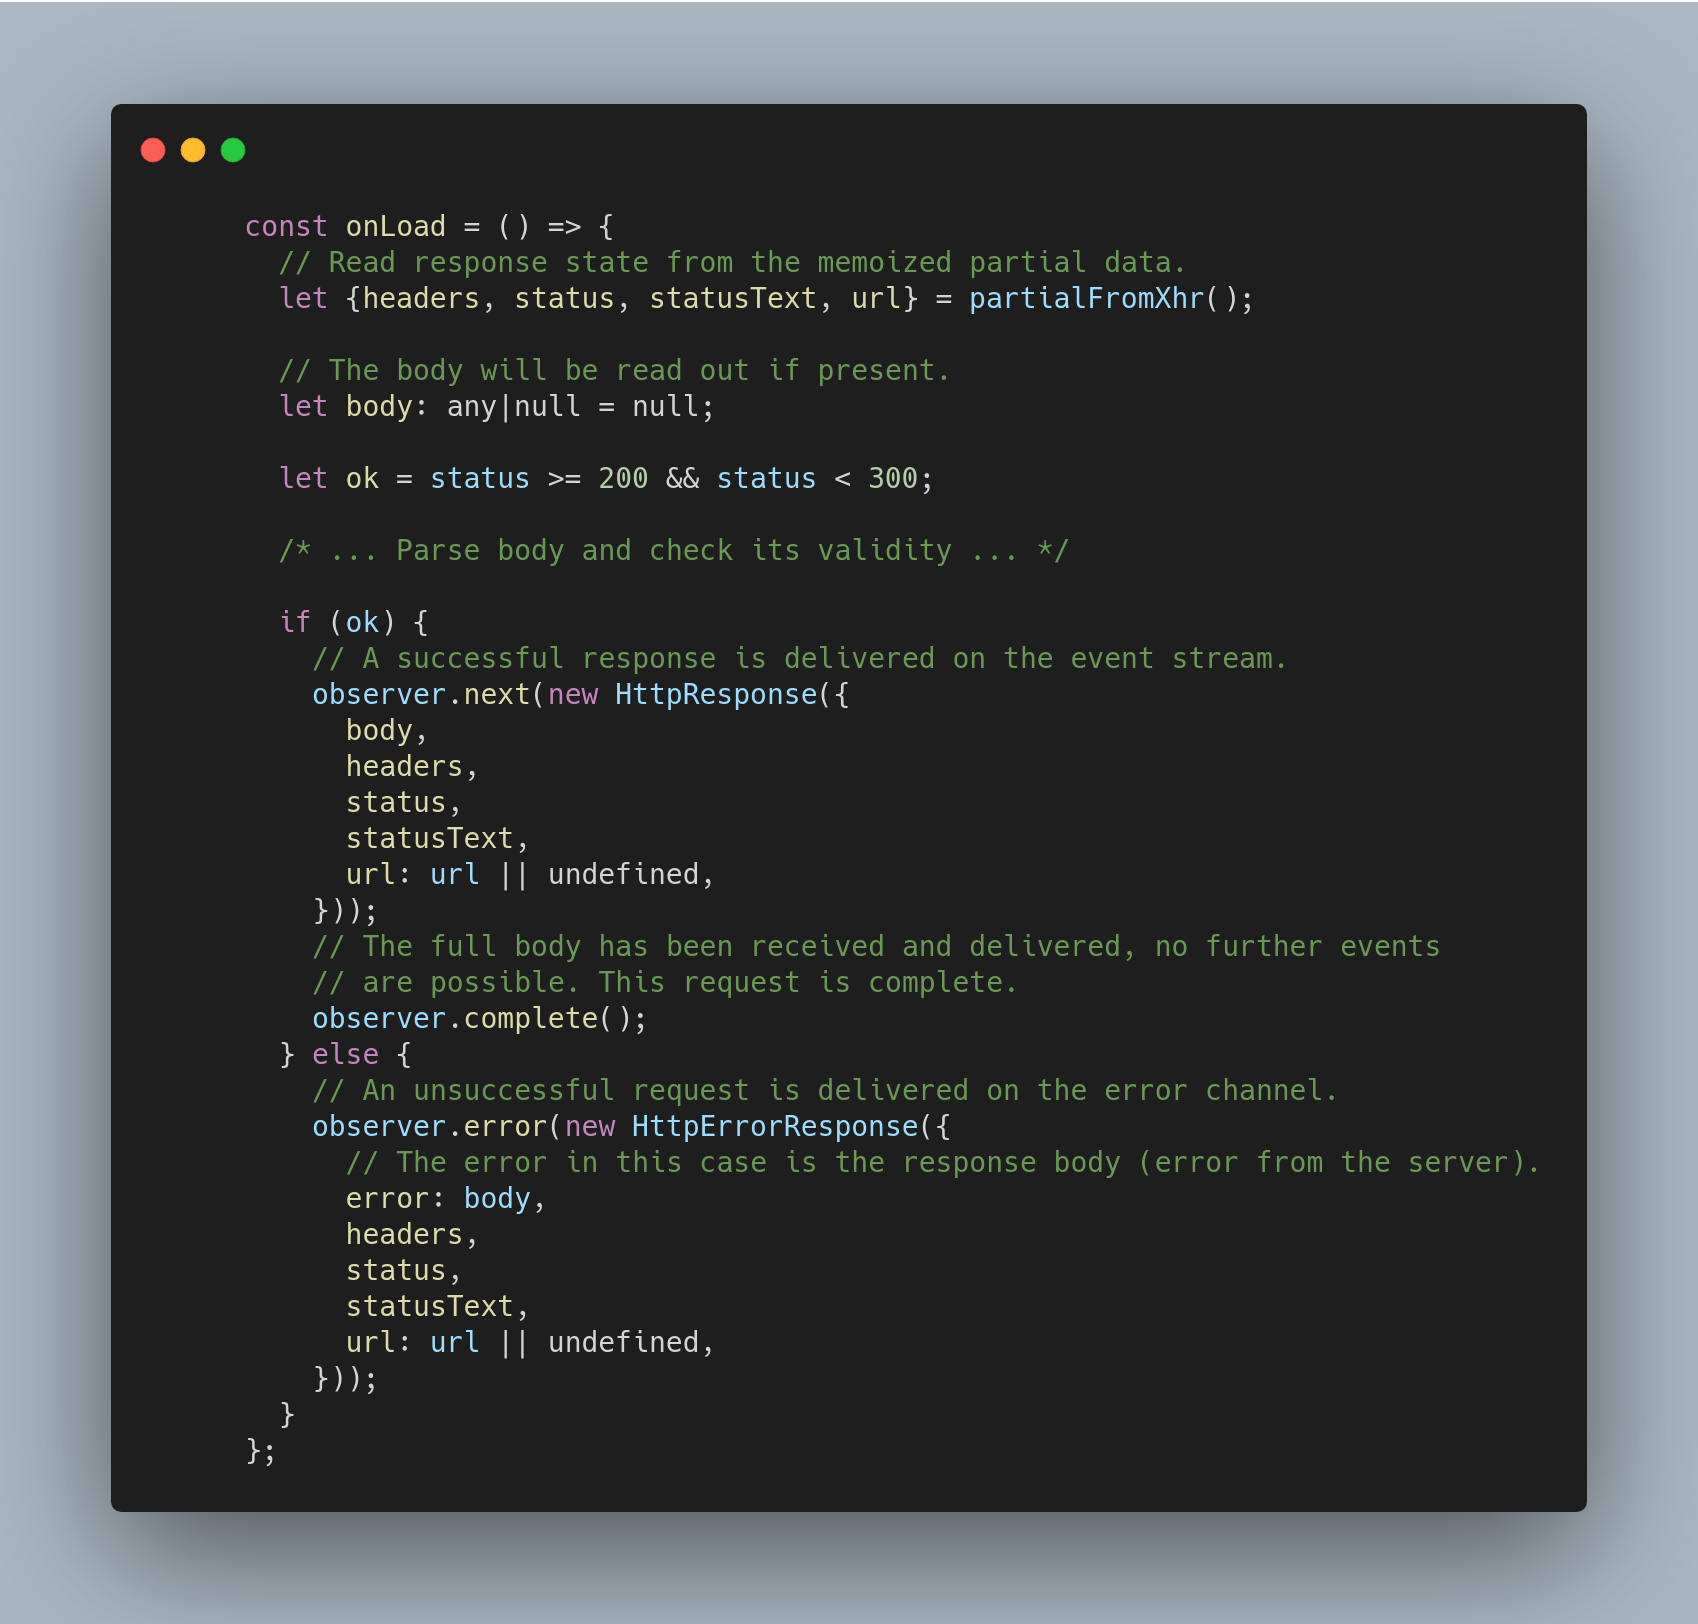 const onLoad = () => {
  // Read response state from the memoized partial data.
  let {headers, status, statusText, url} = partialFromXhr();

  // The body will be read out if present.
  let body: any|null = null;

  let ok = status >= 200 && status < 300;

  /* ... Parse body and check its validity ... */

  if (ok) {
    // A successful response is delivered on the event stream.
    observer.next(new HttpResponse({
      body,
      headers,
      status,
      statusText,
      url: url || undefined,
    }));
    // The full body has been received and delivered, no further events
    // are possible. This request is complete.
    observer.complete();
  } else {
    // An unsuccessful request is delivered on the error channel.
    observer.error(new HttpErrorResponse({
      // The error in this case is the response body (error from the server).
      error: body,
      headers,
      status,
      statusText,
      url: url || undefined,
    }));
  }
};